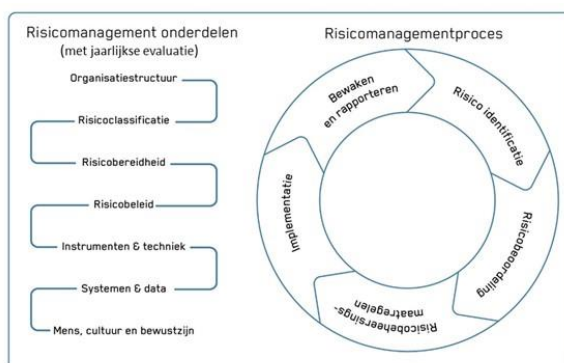 Risicomanagement onderdelen
(met jaarlijkse evaluatie)
Organisatiestructuur
Risicoclassificatie
Risicobereidheid
Risicobeleid
Instrumenten & techniek
Systemen & data
Mens, cultuur en bewustzijn
Risicomanagementproces
Bewaken
en rapporteren
Risico identificatie
Risicobeoordeling
Risicobeheersings-
maatregelen
Implementatie